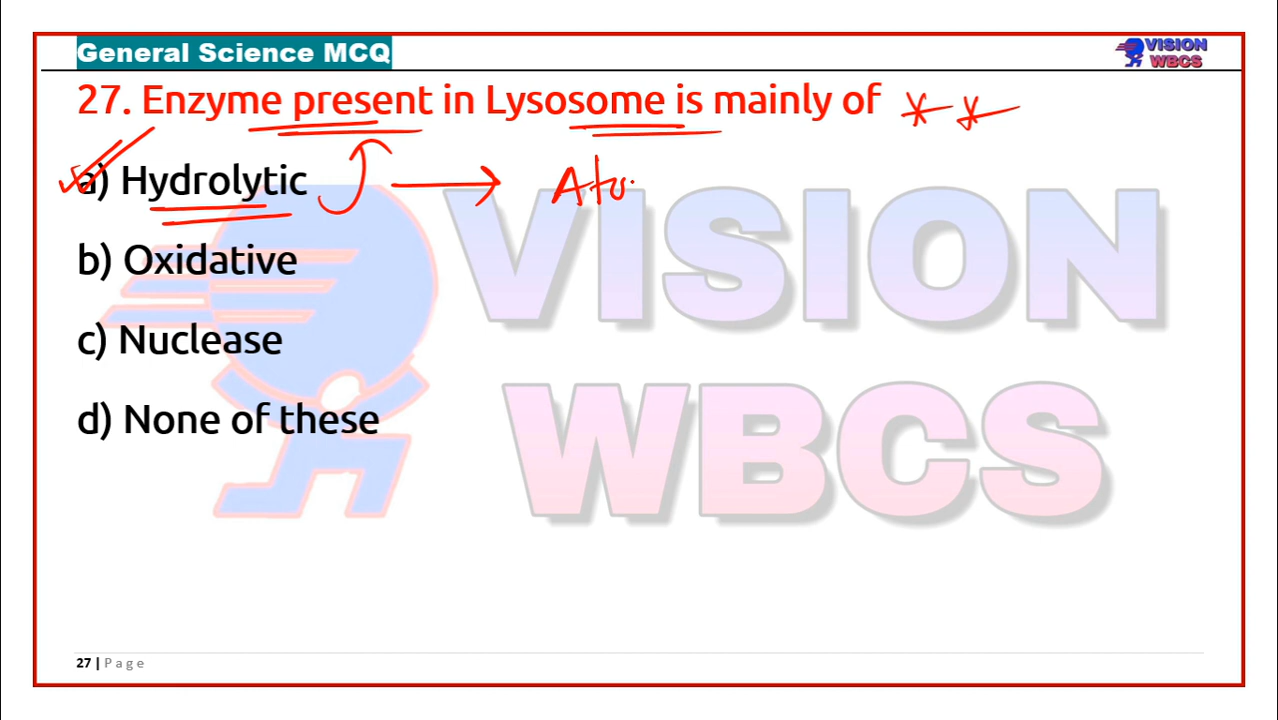 General Science MCQ
VISION
WBCS
27. Enzyme present in Lysosome is mainly of
a) Hydrolytic
Ato
b) Oxidative
c) Nuclease
d) None of these
VISION
WBCS
27 | Page